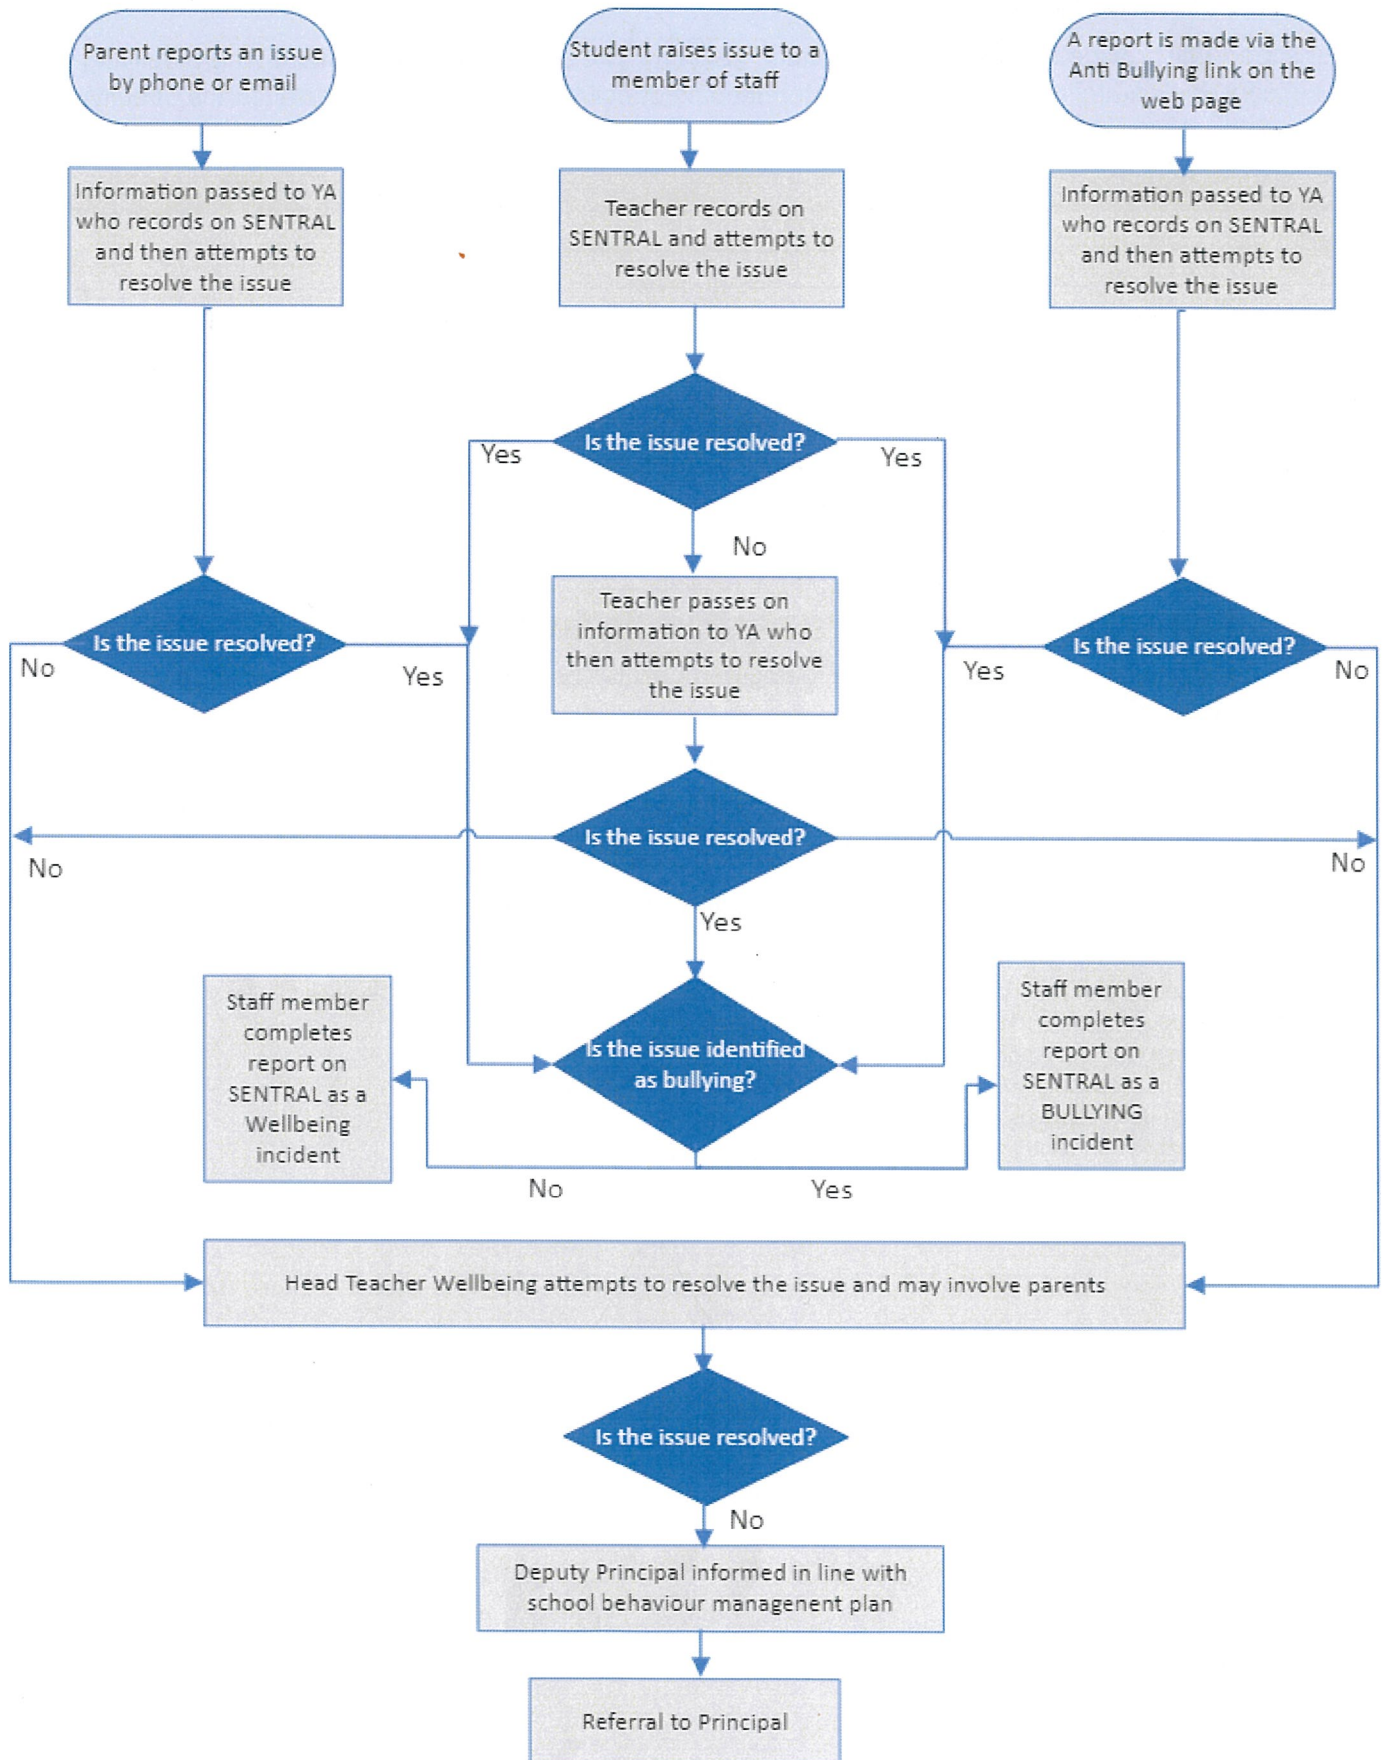 Parent reports an issue
by phone or email
Student raises issue to a
member of staff
A report is made via the
Anti Bullying link on the
web page
Information passed to YA
who records on SENTRAL
and then attempts to
resolve the issue
Teacher records on
SENTRAL and attempts to
resolve the issue
Information passed to YA
who records on SENTRAL
and then attempts to
resolve the issue
Is the issue resolved?
Yes
Yes
No
Is the issue resolved?
No
Yes
Teacher passes on
information to YA who
then attempts to resolve
the issue
Is the issue resolved?
Yes
No
Is the issue resolved?
No
No
Yes
Staff member
completes
report on
SENTRAL as a
Wellbeing
incident
Is the issue identified
as bullying?
Staff member
completes
report on
SENTRAL as a
BULLYING
incident
No
Yes
Head Teacher Wellbeing attempts to resolve the issue and may involve parents
Is the issue resolved?
No
Deputy Principal informed in line with
school behaviour managenent plan
Referral to Principal